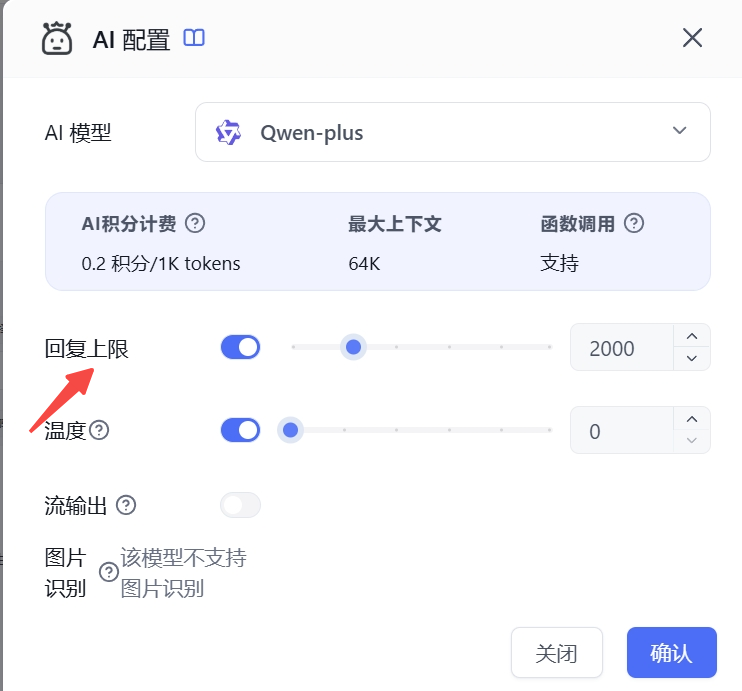 AI 配置
AI 模型
Qwen-plus
AI积分计费
最大上下文
函数调用
0.2 积分/1K tokens
64K
支持
回复上限
2000
温度
0
流输出
图片
识别
该模型不支持
图片识别
关闭
确认